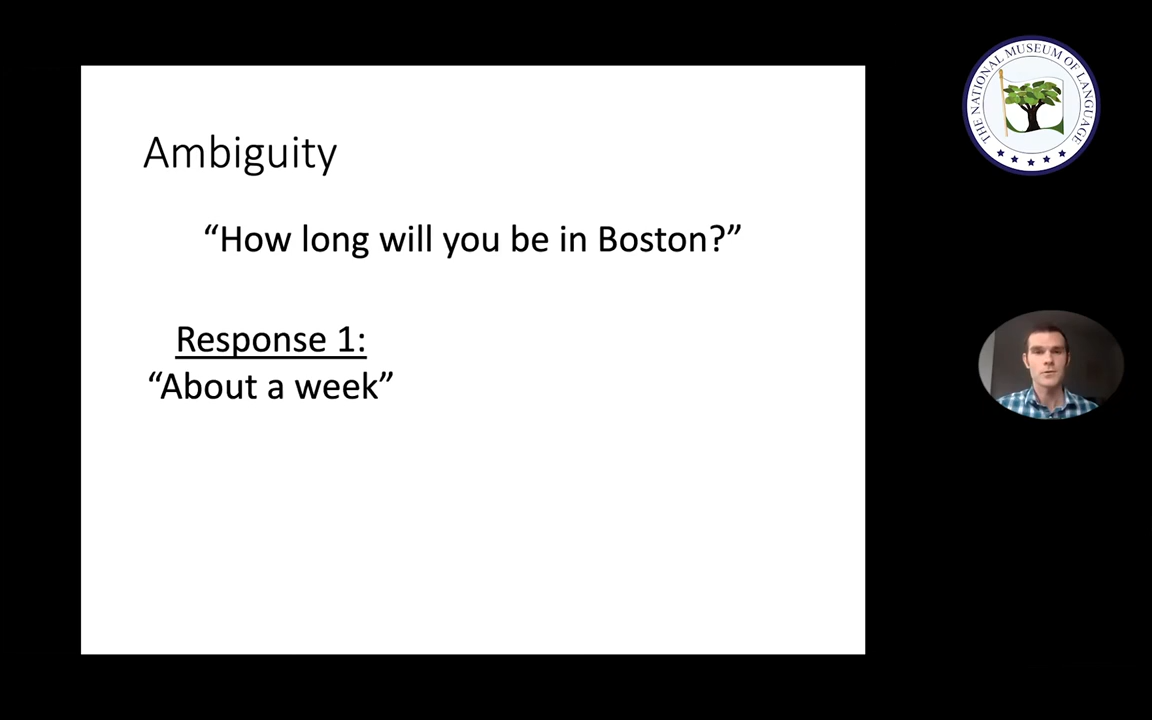 THE NATIONAL MUSEUM OF LANGUAGE
Ambiguity
“How long will you be in Boston?”
Response 1:
“About a week”